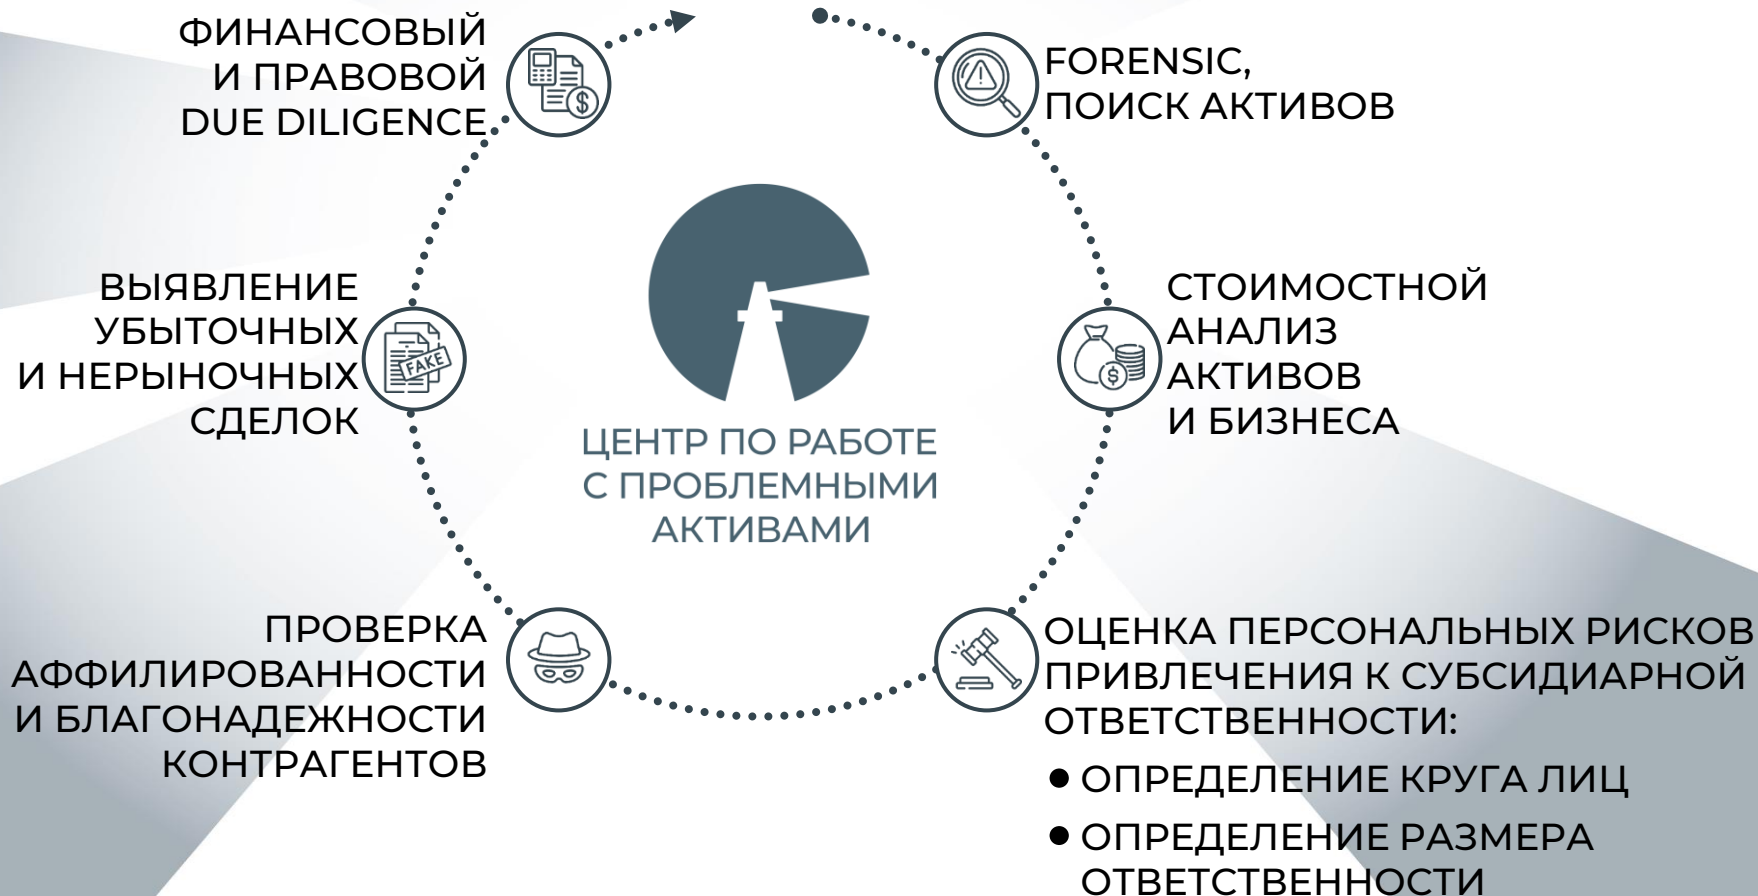 ФИНАНСОВЫЙ
И ПРАВОВОЙ
DUE DILIGENCE
FORENSIC,
ПОИСК АКТИВОВ
ВЫЯВЛЕНИЕ
УБЫТОЧНЫХ
И НЕРЫНОЧНЫХ
СДЕЛОК
FAKE
СТОИМОСТНОЙ
АНАЛИЗ
АКТИВОВ
И БИЗНЕСА
ЦЕНТР ПО РАБОТЕ
С ПРОБЛЕМНЫМИ
АКТИВАМИ
ПРОВЕРКА
АФФИЛИРОВАННОСТИ
И БЛАГОНАДЕЖНОСТИ
КОНТРАГЕНТОВ
ОЦЕНКА ПЕРСОНАЛЬНЫХ РИСКОВ
ПРИВЛЕЧЕНИЯ К СУБСИДИАРНОЙ
ОТВЕТСТВЕННОСТИ:
● ОПРЕДЕЛЕНИЕ КРУГА ЛИЦ
● ОПРЕДЕЛЕНИЕ РАЗМЕРА
ОТВЕТСТВЕННОСТИ